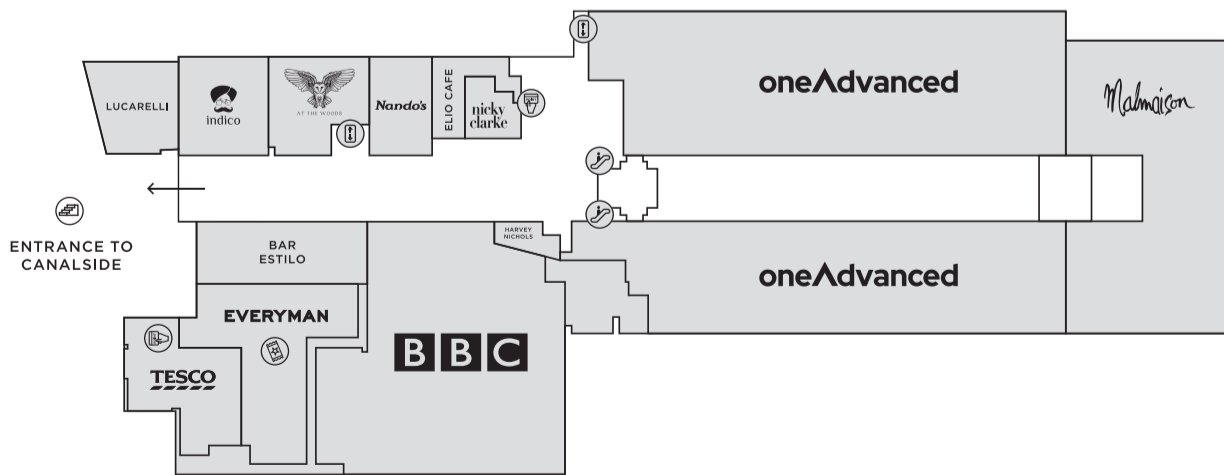 oneAdvanced
Malmaison
LUCARELLI
indico
AT THE WOODS
Nando's
ELIO CAFE
nicky
clarke
ENTRANCE TO
CANALSIDE
BAR
ESTILO
HARVEY
NICHOLS
oneAdvanced
EVERYMAN
BBC
TESCO